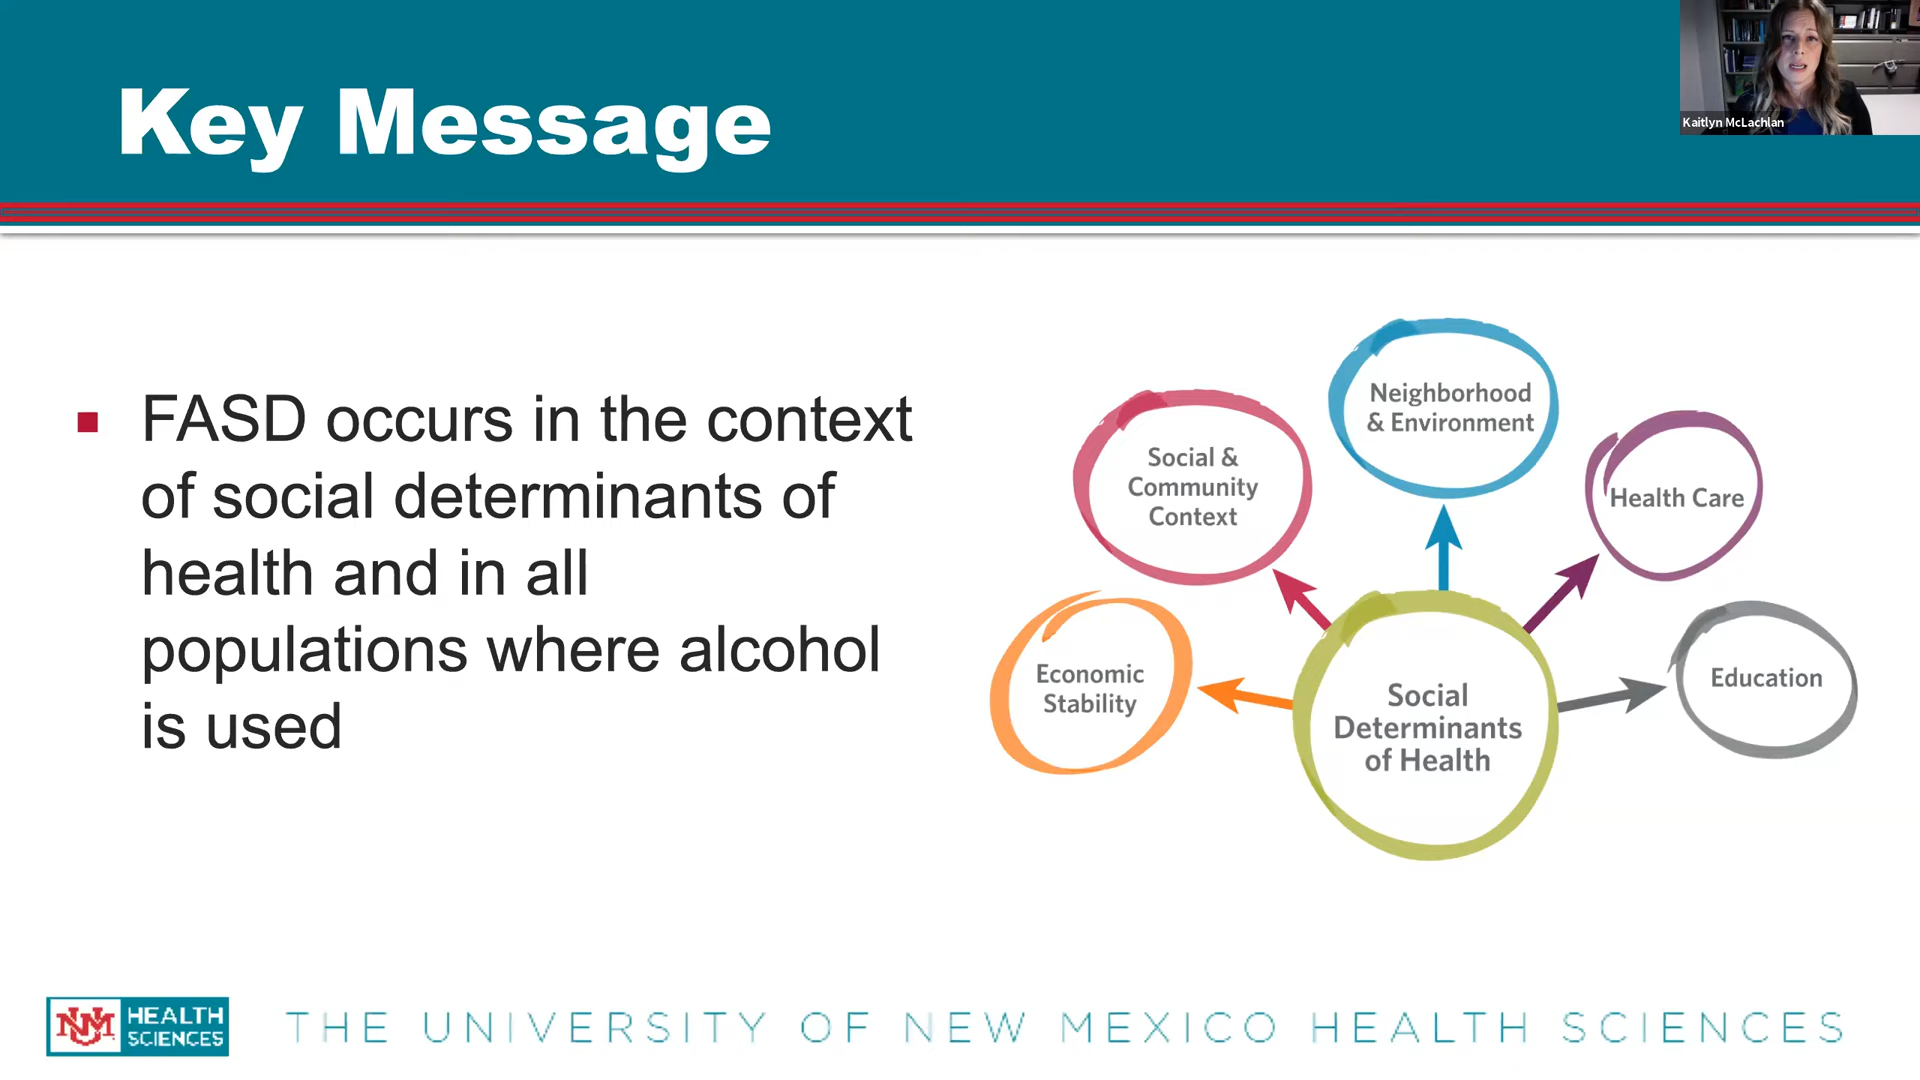 Key Message
Kaitlyn McLachlan
FASD occurs in the context
of social determinants of
health and in all
populations where alcohol
is used
Neighborhood
& Environment
Social &
Community
Context
Health Care
Economic
Stability
Education
Social
Determinants
of Health
UNM
HEALTH
SCIENCES
THE UNIVERSITY OF NEW MEXICO HEALTH SCIENCES